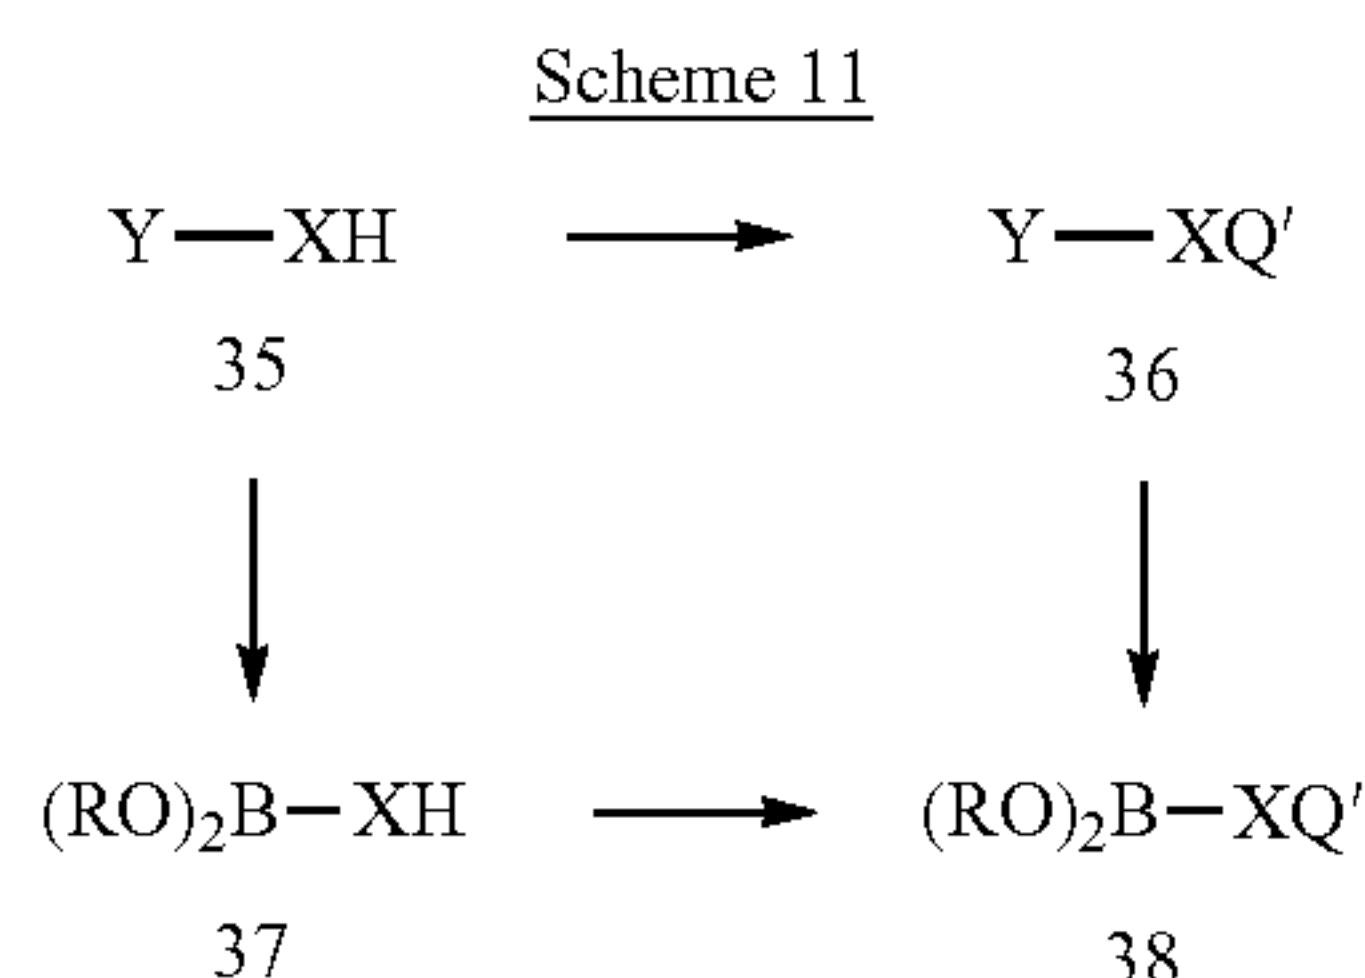 Scheme 11
Y—XH
Y—XQ′
35
36
(RO)₂B—XH
(RO)₂B—XQ′
37
38